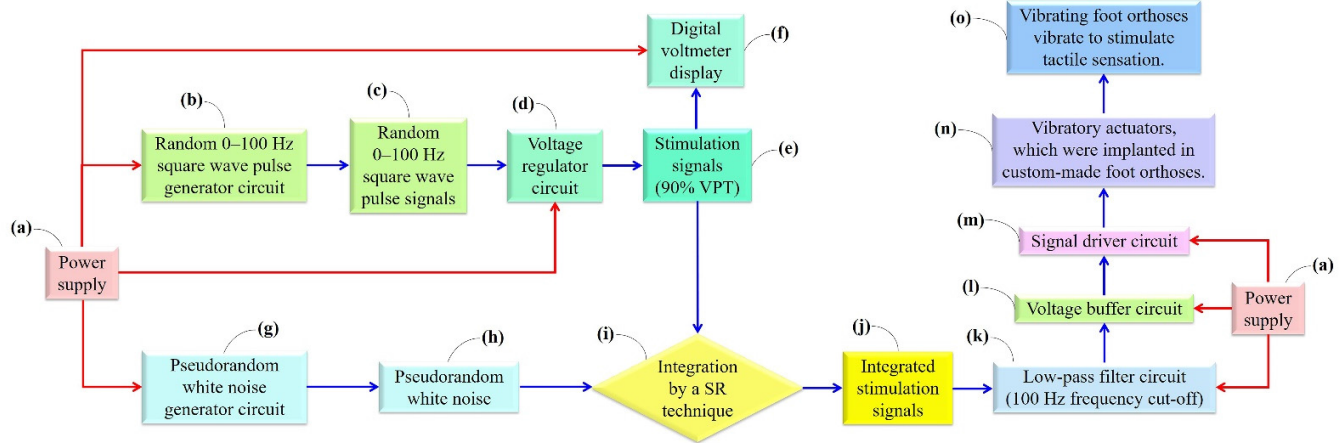 (f)
Digital
voltmeter
display
(b)
Random 0–100 Hz
square wave pulse
generator circuit
(c)
Random
0–100 Hz
square wave
pulse signals
(d)
Voltage
regulator
circuit
Stimulation
signals
(90% VPT)
(e)
(a)
Power
supply
(g)
Pseudorandom
white noise
generator circuit
(h)
Pseudorandom
white noise
(i)
Integration
by a SR
technique
(j)
Integrated
stimulation
signals
(k)
Low-pass filter circuit
(100 Hz frequency cut-off)
(l)
Voltage buffer circuit
(a)
Power
supply
(m)
Signal driver circuit
(n)
Vibratory actuators,
which were implanted in
custom-made foot orthoses.
(o)
Vibrating foot orthoses
vibrate to stimulate
tactile sensation.